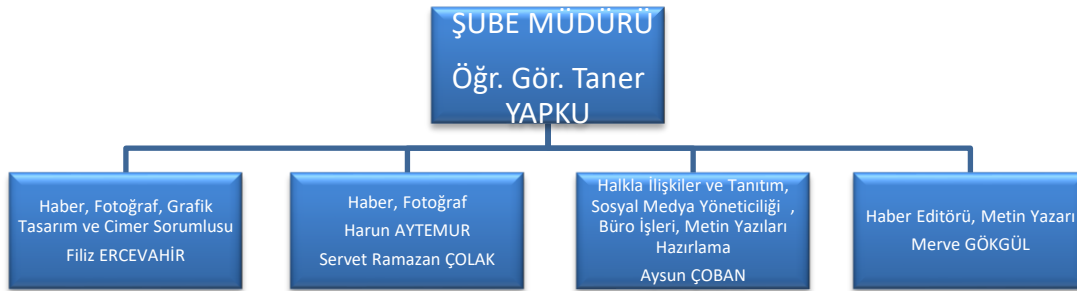 ŞUBE MÜDÜRÜ
Öğr. Gör. Taner
YAPKU
Haber, Fotoğraf, Grafik
Tasarım ve Cimer Sorumlusu
Filiz ERCEVAHİR
Haber, Fotoğraf
Harun AYTEMUR
Servet Ramazan ÇOLAK
Halkla İlişkiler ve Tanıtım,
Sosyal Medya Yöneticiliği ,
Büro İşleri, Metin Yazıları
Hazırlama
Aysun ÇOBAN
Haber Editörü, Metin Yazarı
Merve GÖKGÜL